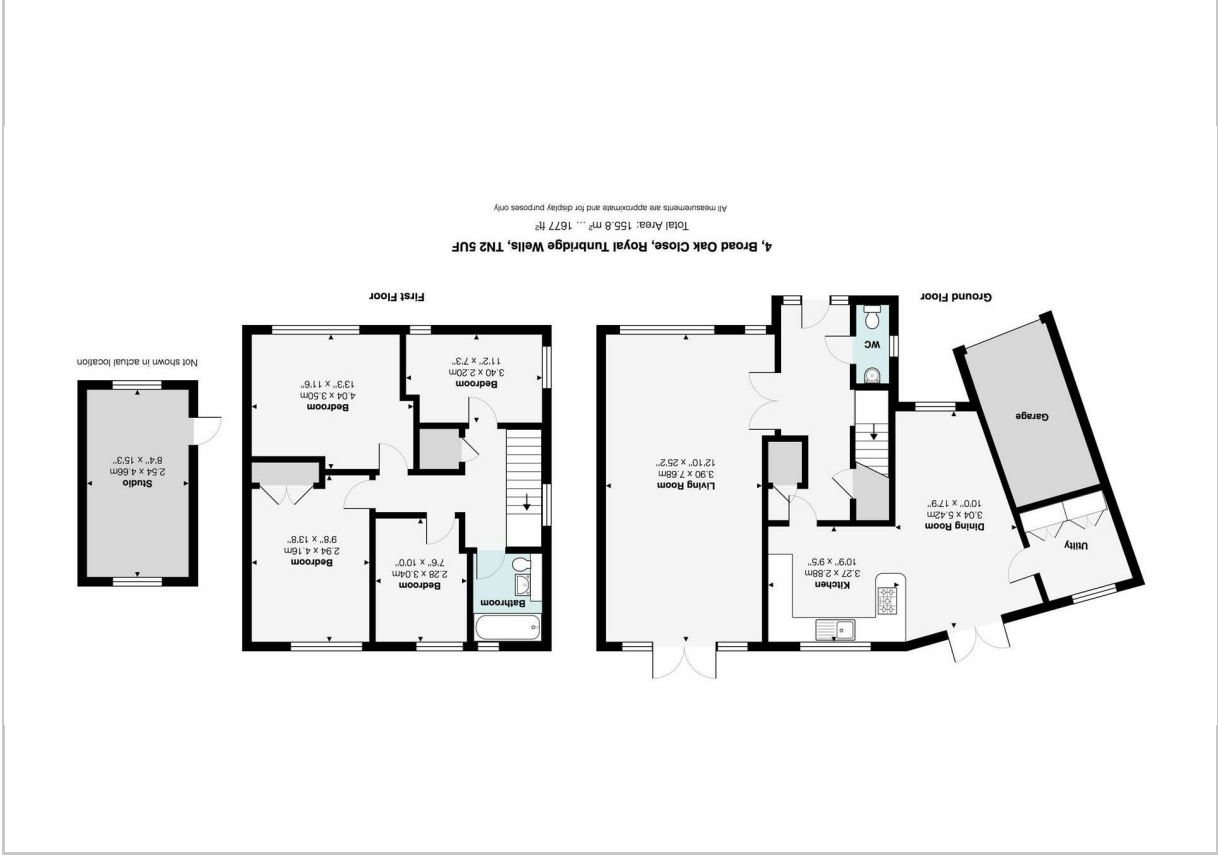 Utility
Garage
Dining Room
3.04 x 5.42m
10'0'' x 17'9''
Kitchen
3.27 x 2.88m
10'9'' x 9'5''
WC
Living Room
3.90 x 7.68m
12'10'' x 25'2''
Ground Floor
Bathroom
Bedroom
2.28 x 3.04m
7'6'' x 10'0''
Bedroom
2.94 x 4.16m
9'8'' x 13'8''
Bedroom
3.40 x 2.20m
11'2'' x 7'3''
Bedroom
4.04 x 3.50m
13'3'' x 11'6''
First Floor
Studio
2.54 x 4.66m
8'4'' x 15'3''
Not shown in actual location
4, Broad Oak Close, Royal Tunbridge Wells, TN2 5UF
Total Area: 155.8 m² ... 1677 ft²
All measurements are approximate and for display purposes only